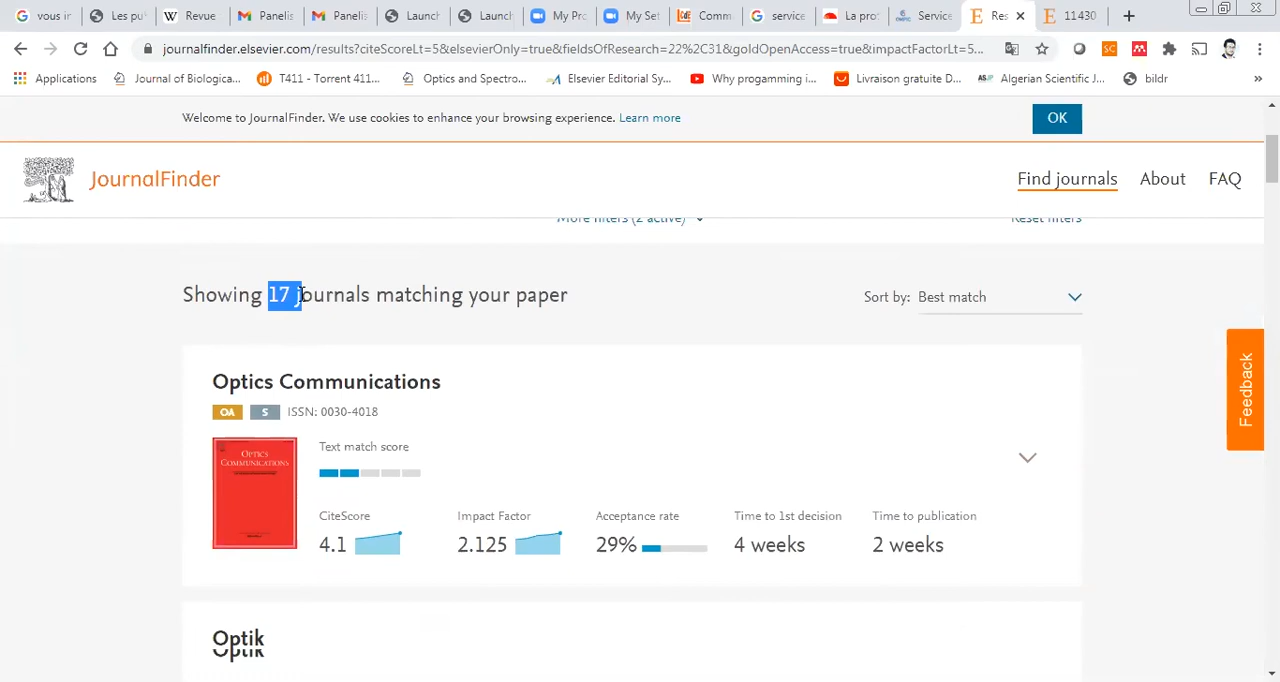 vous in
Les pu
Revue
Panelis
Panelis
Launch
Launch
My Pro
My Set
Comm
service
La pro
Service
Res
11430
journalfinder.elsevier.com/results?citeScoreLt=5&elsevierOnly=true&fieldsOfResearch=22%2C31&goldOpenAccess=true&impactFactorLt=5...
Applications
Journal of Biologica...
T411 - Torrent 411...
Optics and Spectro...
Elsevier Editorial Sy...
Why progamming i...
Livraison gratuite D...
Algerian Scientific J...
bildr
»
Welcome to JournalFinder. We use cookies to enhance your browsing experience. Learn more
OK
JournalFinder
Find journals
About
FAQ
More filters (2 active)
Reset filters
Showing 17 journals matching your paper
Sort by: Best match
Feedback
Optics Communications
OA S ISSN: 0030-4018
OPTICS
COMMUNICATIONS
Text match score
CiteScore
4.1
Impact Factor
2.125
Acceptance rate
29%
Time to 1st decision
4 weeks
Time to publication
2 weeks
Optik
Optik